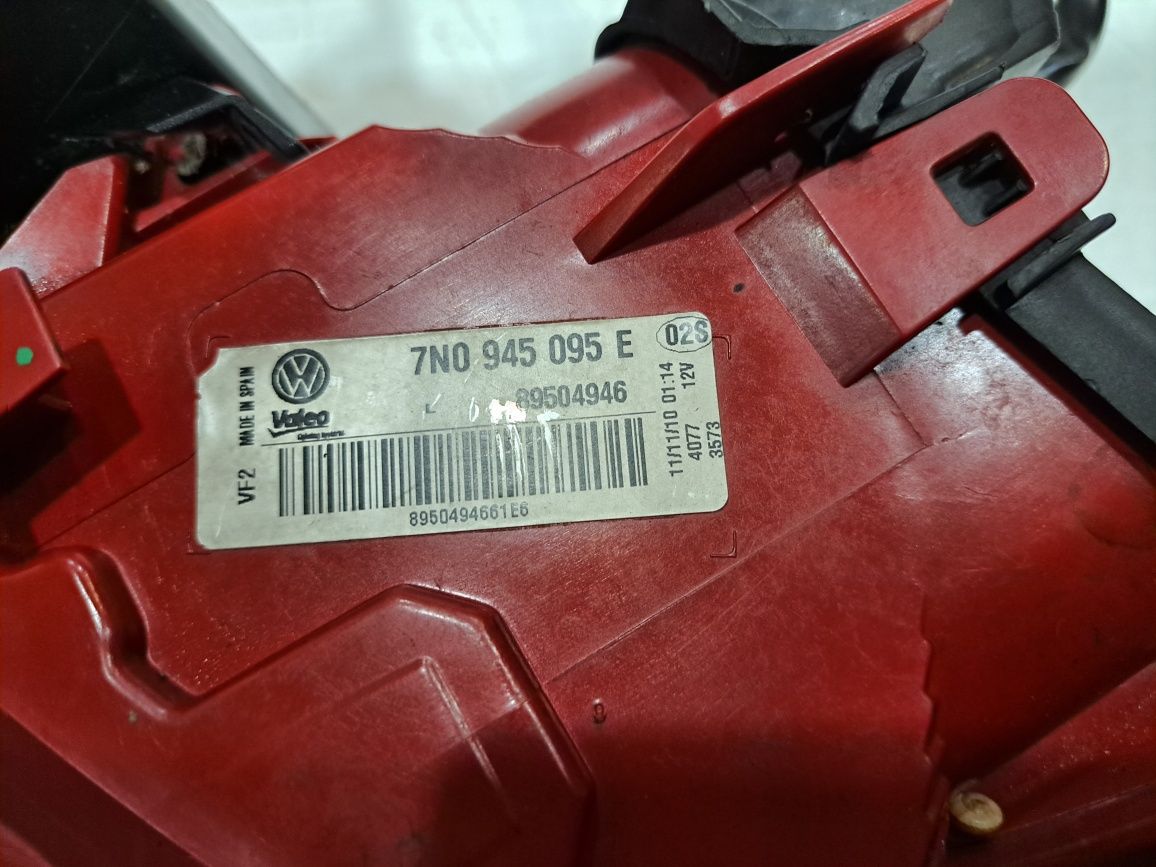 7N0 945 095 E
02S
MADE IN SPAIN
VF2
Valeo
L
89504946
8950494661E6
11/11/10 01:14
4077 12V
3573